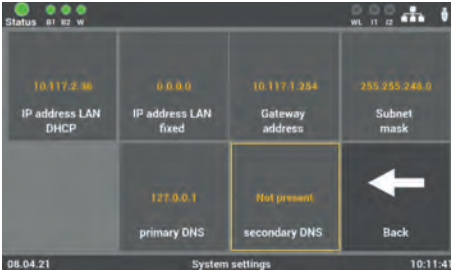 Status B1 B2 W WL I1 I2
10.117.2.36 0.0.0.0 10.117.1.254 255.255.248.0
IP address LAN IP address LAN Gateway Subnet
DHCP fixed address mask
127.0.0.1 Not present
primary DNS secondary DNS Back
08.04.21 System settings 10:11:41